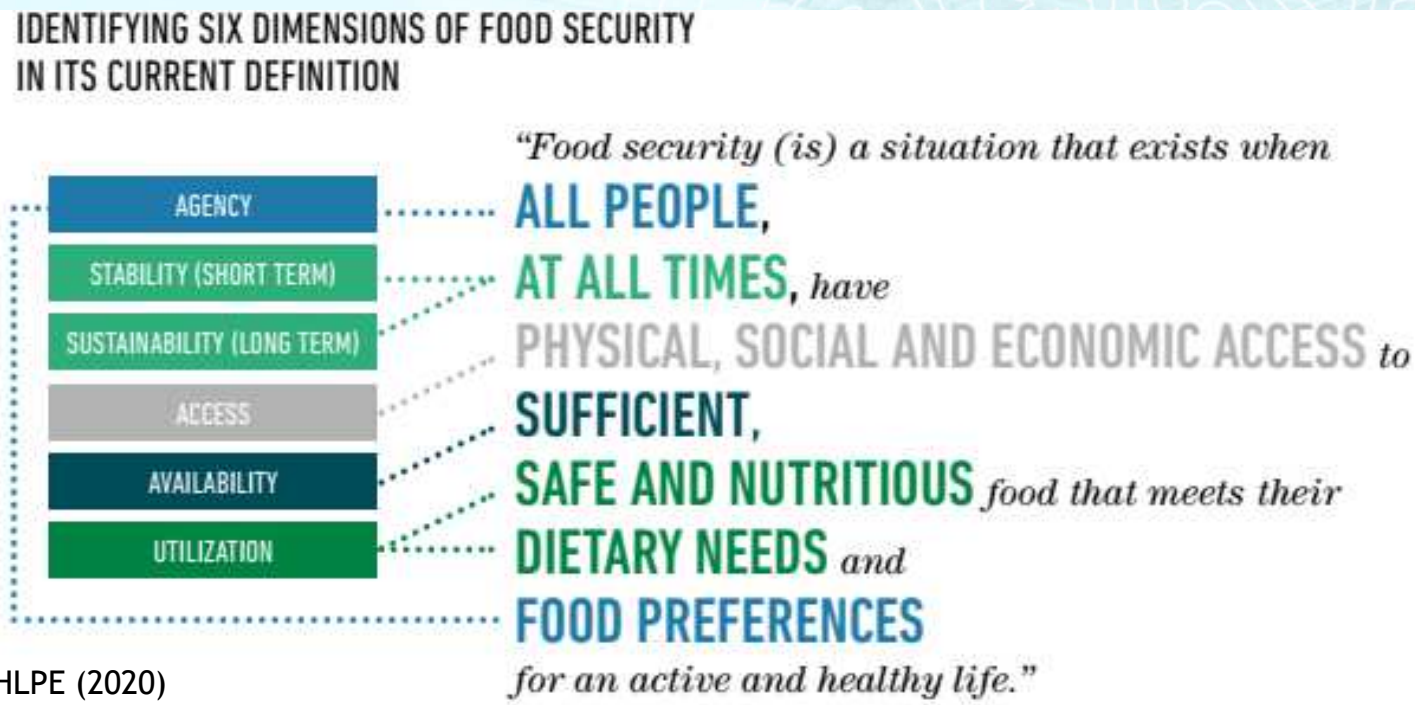 IDENTIFYING SIX DIMENSIONS OF FOOD SECURITY
IN ITS CURRENT DEFINITION
AGENCY
STABILITY (SHORT TERM)
SUSTAINABILITY (LONG TERM)
ACCESS
AVAILABILITY
UTILIZATION
“Food security (is) a situation that exists when
ALL PEOPLE,
AT ALL TIMES, have
PHYSICAL, SOCIAL AND ECONOMIC ACCESS to
SUFFICIENT,
SAFE AND NUTRITIOUS food that meets their
DIETARY NEEDS and
FOOD PREFERENCES
for an active and healthy life.”
HLPE (2020)